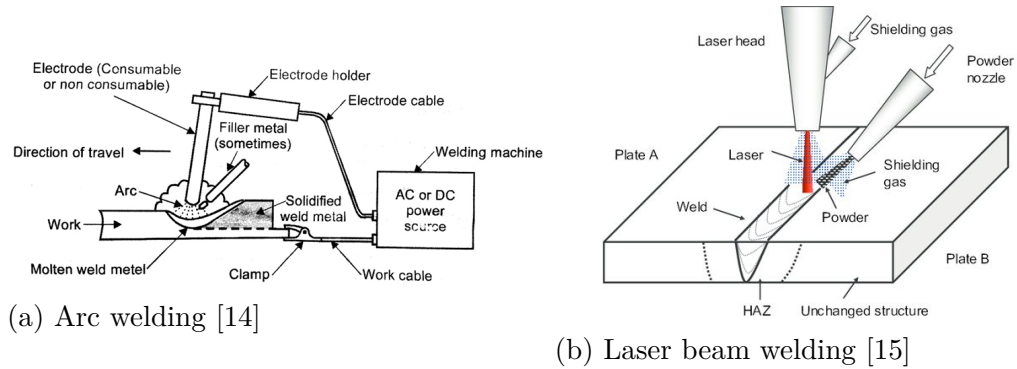 Electrode (Consumable
or non consumable)
Electrode holder
Electrode cable
Filler metal
(sometimes)
Direction of travel
Welding machine
Arc
Solidified
weld metal
AC or DC
power
source
Work
Molten weld metel
Clamp
Work cable
(a) Arc welding [14]
Laser head
Shielding gas
Powder
nozzle
Plate A
Laser
Shielding
gas
Weld
Powder
Plate B
HAZ
Unchanged structure
(b) Laser beam welding [15]